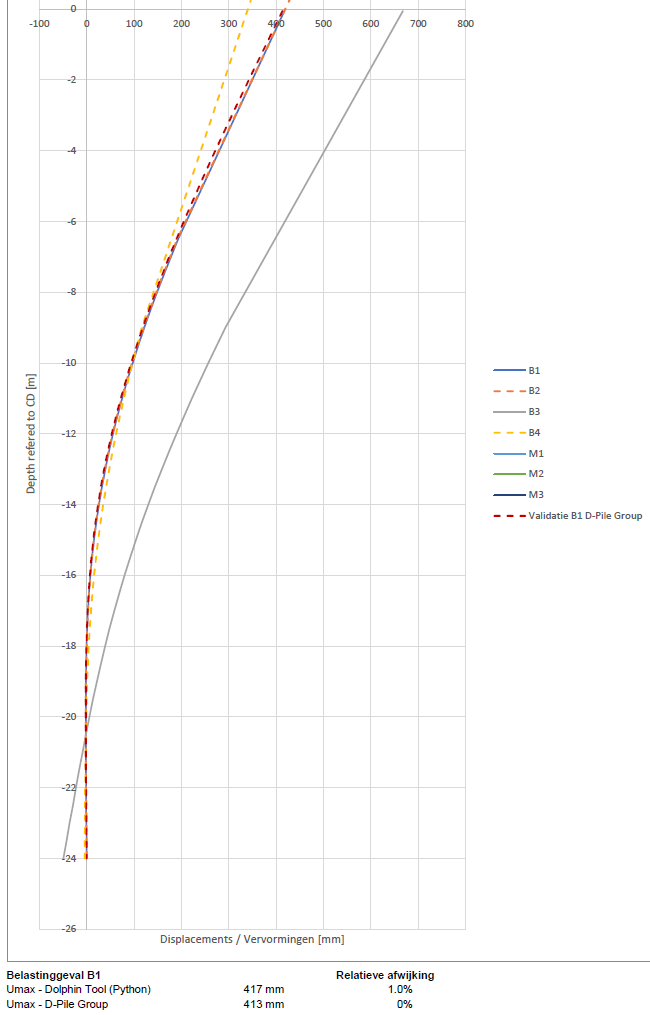 0
-100 0 100 200 300 400 500 600 700 800
-2
-4
-6
-8
-10
-12
-14
-16
-18
-20
-22
-24
-26
Depth refered to CD [m]
Displacements / Vervormingen [mm]
B1
B2
B3
B4
M1
M2
M3
Validatie B1 D-Pile Group
Belastinggeval B1 Relatieve afwijking
Umax - Dolphin Tool (Python) 417 mm 1.0%
Umax - D-Pile Group 413 mm 0%